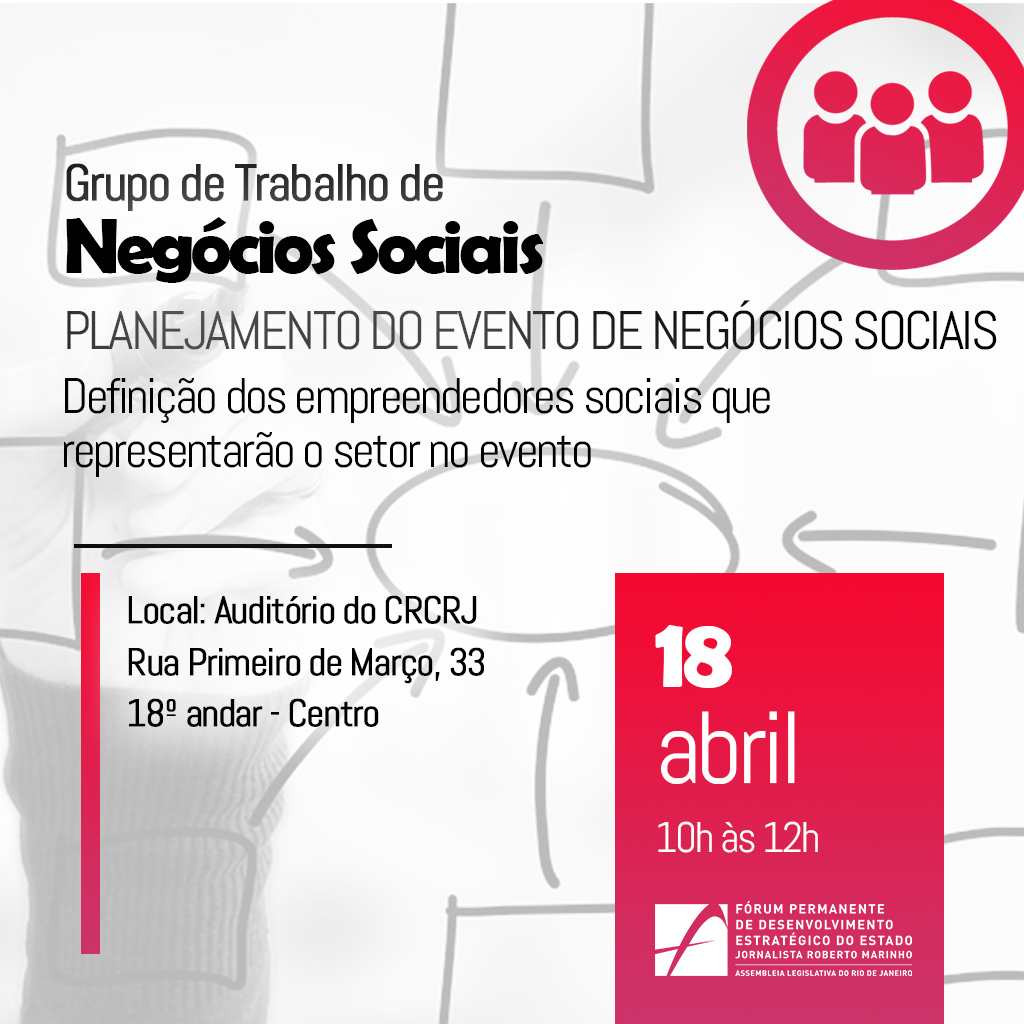 Grupo de Trabalho de
Negócios Sociais
PLANEJAMENTO DO EVENTO DE NEGÓCIOS SOCIAIS
Definição dos empreendedores sociais que
representarão o setor no evento
Local: Auditório do CRCRJ
Rua Primeiro de Março, 33
18º andar - Centro
18
abril
10h às 12h
FÓRUM PERMANENTE
DE DESENVOLVIMENTO
ESTRATÉGICO DO ESTADO
JORNALISTA ROBERTO MARINHO
ASSEMBLEIA LEGISLATIVA DO RIO DE JANEIRO